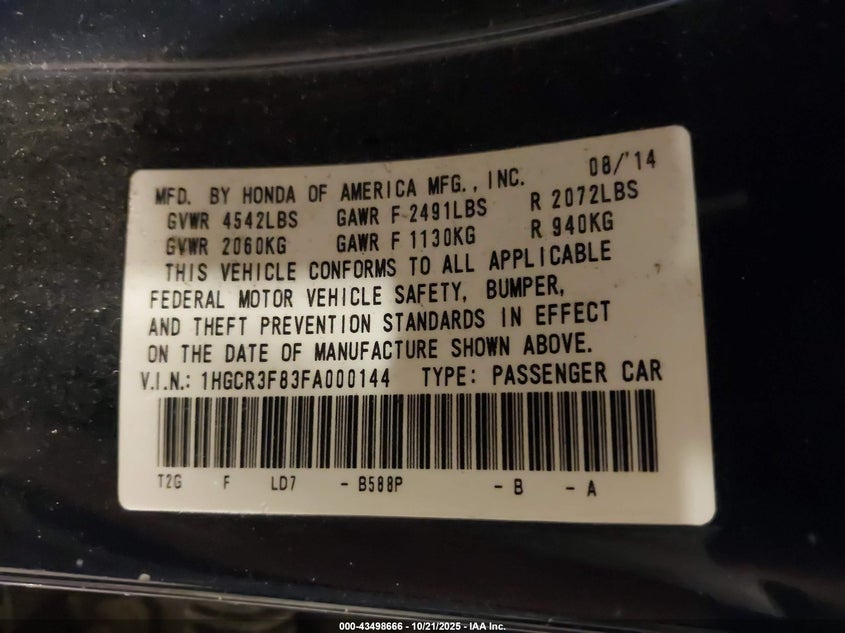 08/'14
MFD. BY HONDA OF AMERICA MFG., INC.
GVWR 4542LBS GAWR F 2491LBS R 2072LBS
GVWR 2060KG GAWR F 1130KG R 940KG
THIS VEHICLE CONFORMS TO ALL APPLICABLE
FEDERAL MOTOR VEHICLE SAFETY, BUMPER,
AND THEFT PREVENTION STANDARDS IN EFFECT
ON THE DATE OF MANUFACTURE SHOWN ABOVE.
V.I.N.: 1HGCR3F83FA000144 TYPE: PASSENGER CAR
T2G F LD7 - B588P - B - A
000-43498666 - 10/21/2025 - IAA Inc.